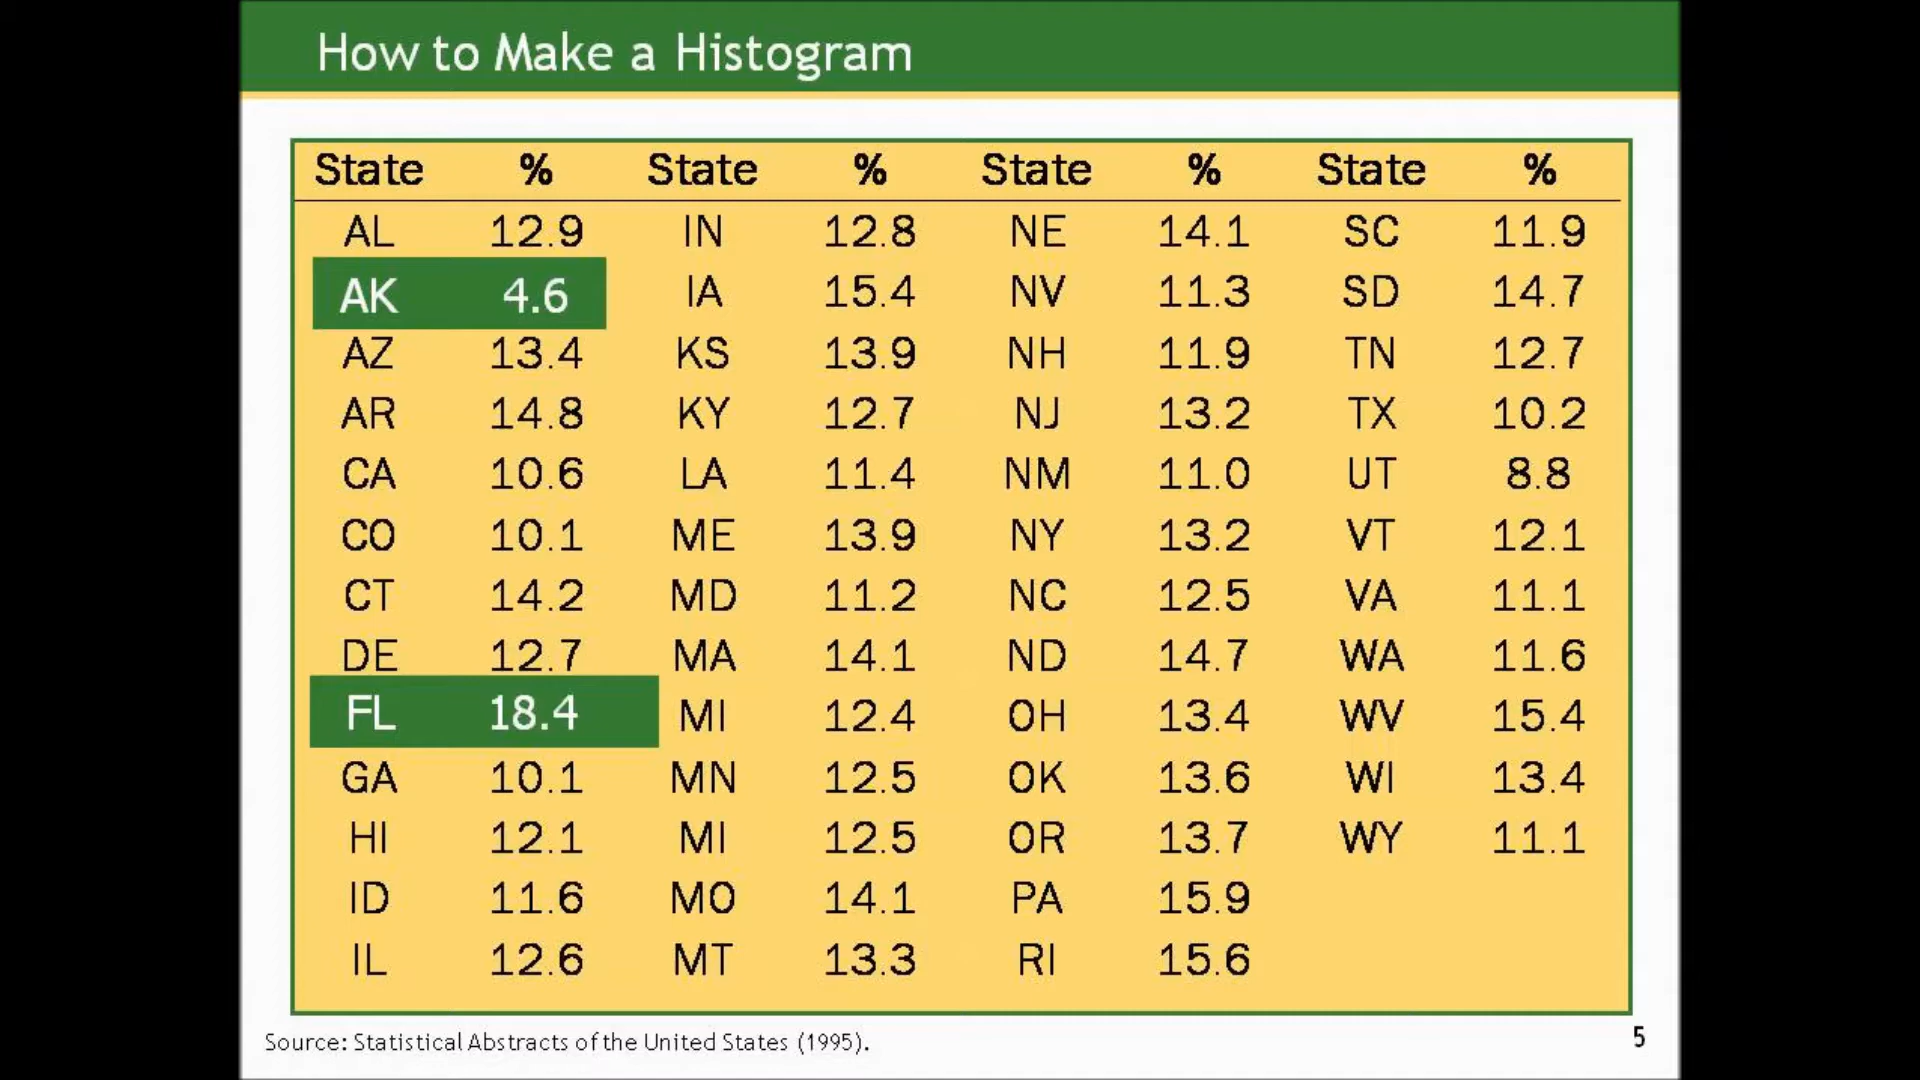 How to Make a Histogram
State % State % State % State %
AL 12.9 IN 12.8 NE 14.1 SC 11.9
AK 4.6 IA 15.4 NV 11.3 SD 14.7
AZ 13.4 KS 13.9 NH 11.9 TN 12.7
AR 14.8 KY 12.7 NJ 13.2 TX 10.2
CA 10.6 LA 11.4 NM 11.0 UT 8.8
CO 10.1 ME 13.9 NY 13.2 VT 12.1
CT 14.2 MD 11.2 NC 12.5 VA 11.1
DE 12.7 MA 14.1 ND 14.7 WA 11.6
FL 18.4 MI 12.4 OH 13.4 WV 15.4
GA 10.1 MN 12.5 OK 13.6 WI 13.4
HI 12.1 MI 12.5 OR 13.7 WY 11.1
ID 11.6 MO 14.1 PA 15.9
IL 12.6 MT 13.3 RI 15.6
Source: Statistical Abstracts of the United States (1995).
5